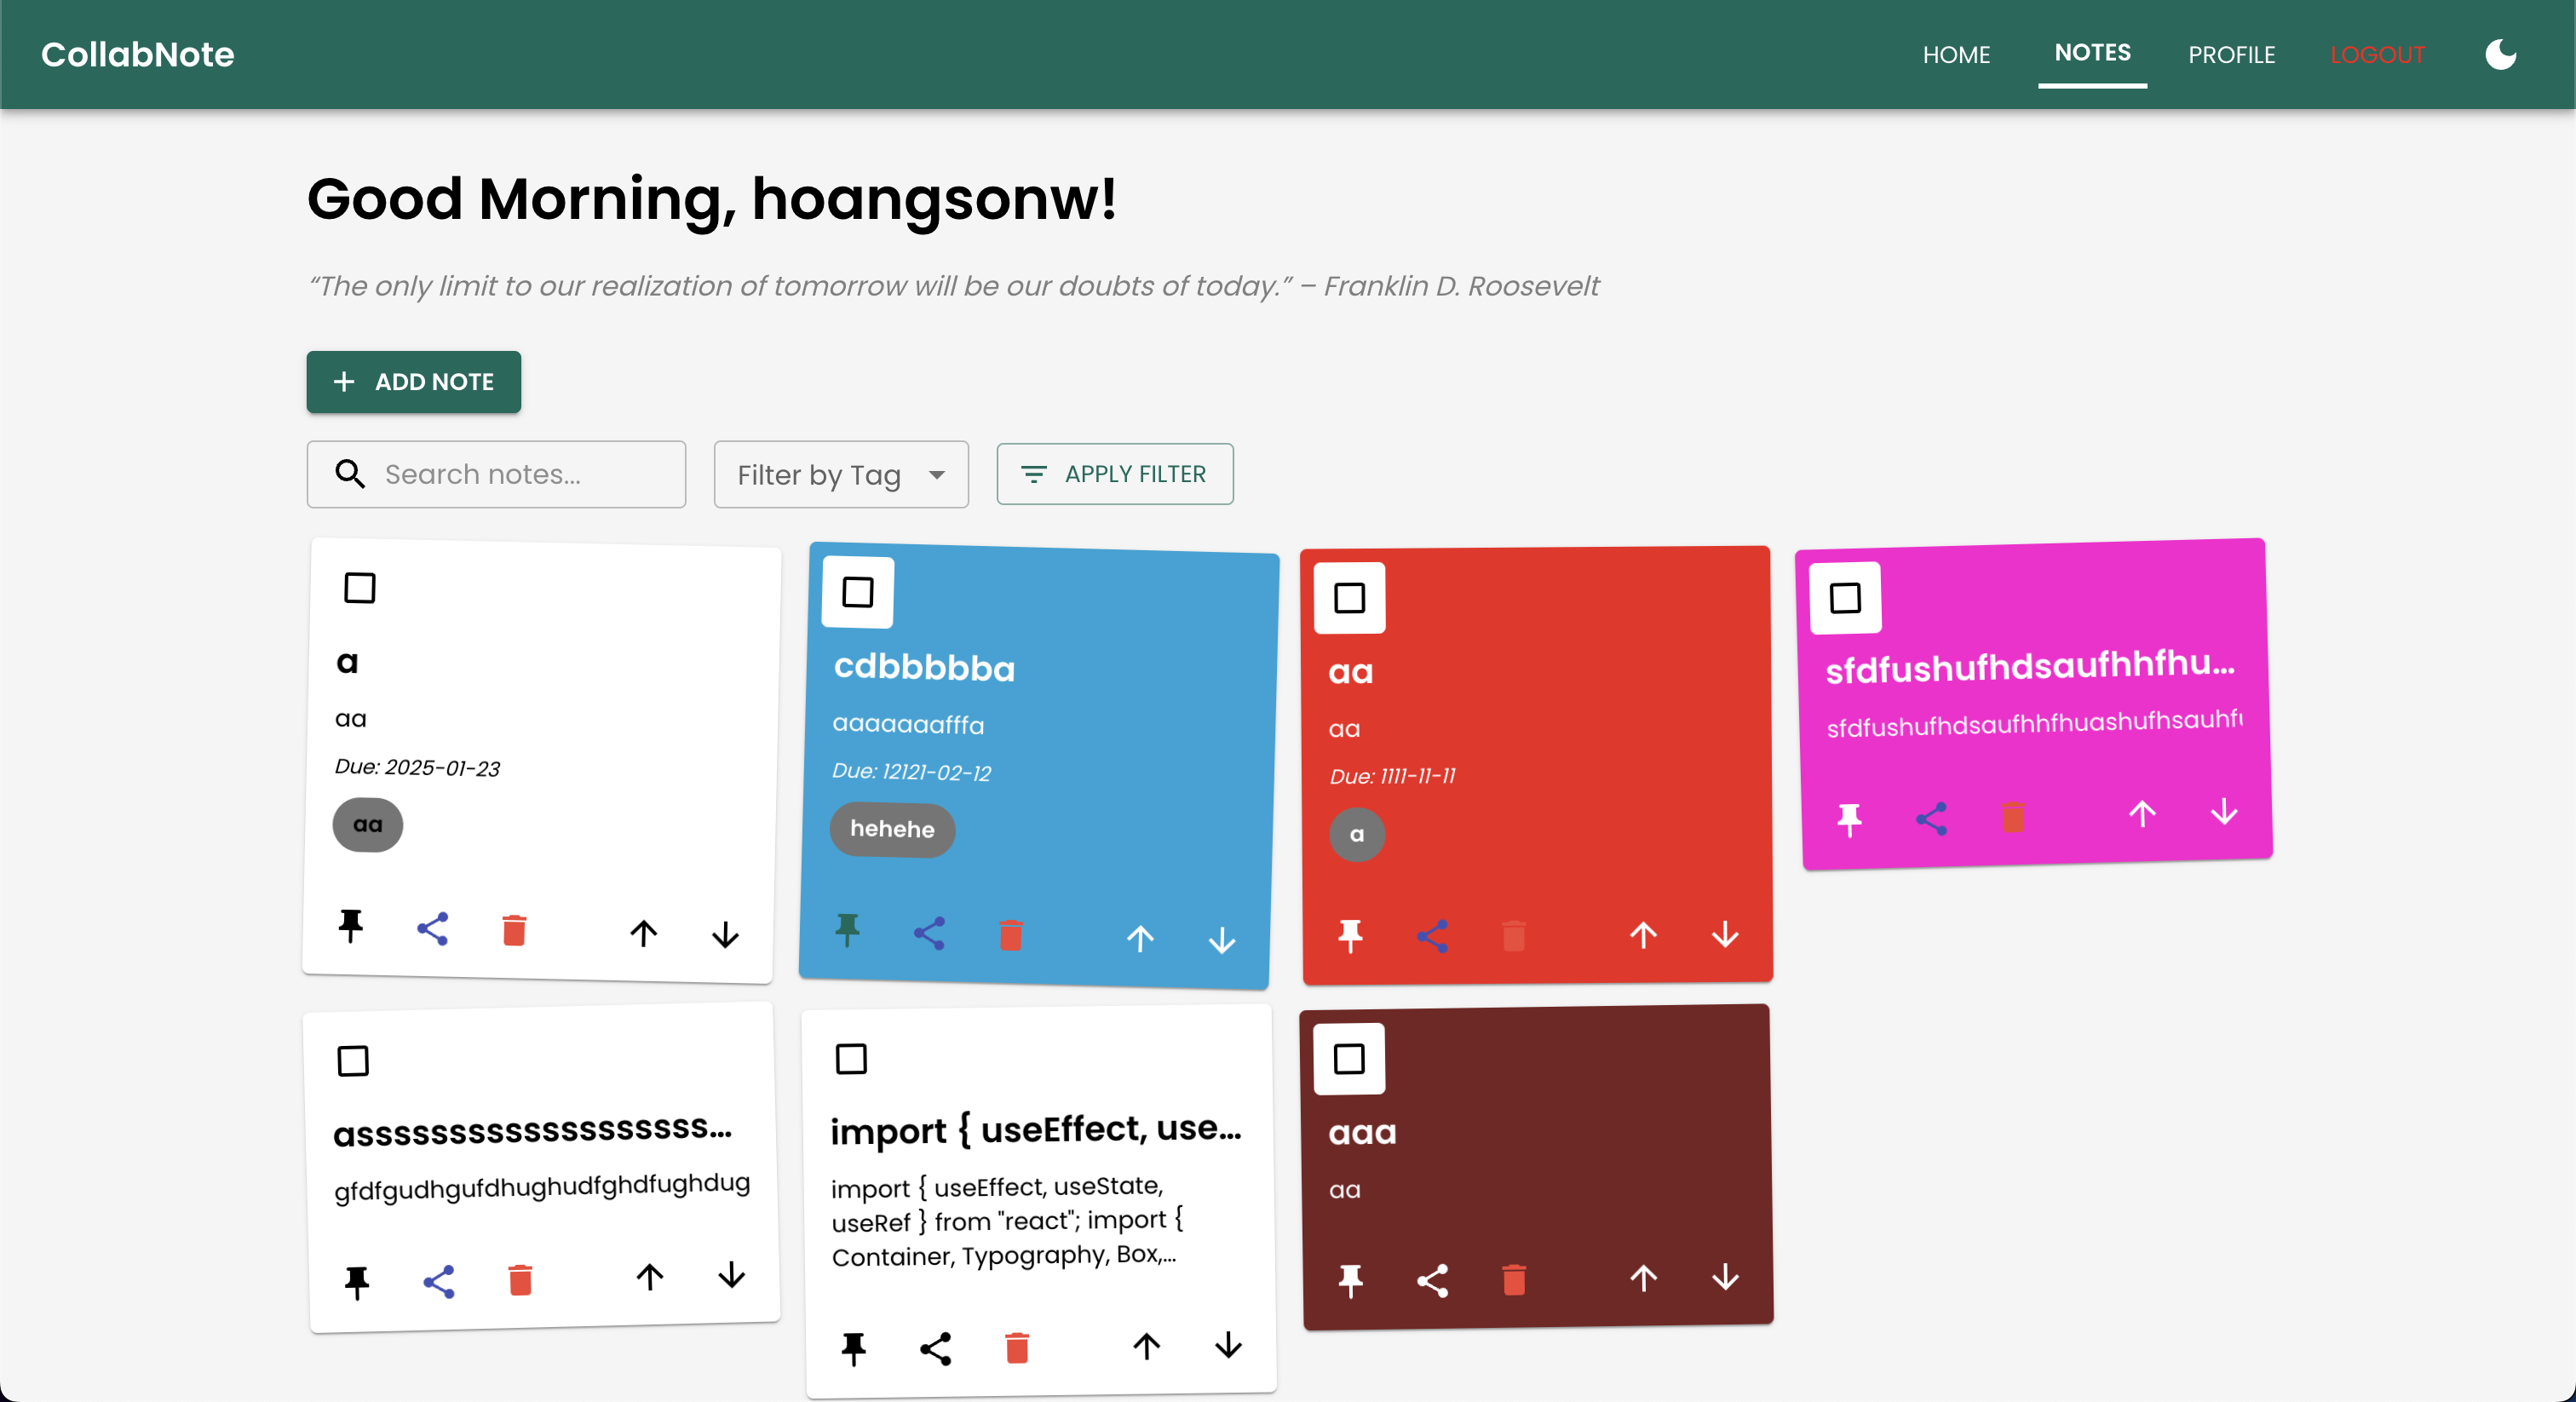 CollabNote
HOME
NOTES
PROFILE
LOGOUT
Good Morning, hoangsonw!
“The only limit to our realization of tomorrow will be our doubts of today.” – Franklin D. Roosevelt
ADD NOTE
Search notes...
Filter by Tag
APPLY FILTER
a
aa
Due: 2025-01-23
aa
cdbbbbba
aaaaaaafffa
Due: 12121-02-12
hehehe
aa
aa
Due: 1111-11-11
a
sfdfushufhdsaufhhfhu...
sfdfushufhdsaufhhfhuashufhsauhf
asssssssssssssssssss...
gfdfgudhgufdhughudfghdfughdug
import { useEffect, use...
import { useEffect, useState,
useRef } from "react"; import {
Container, Typography, Box,...
aaa
aa